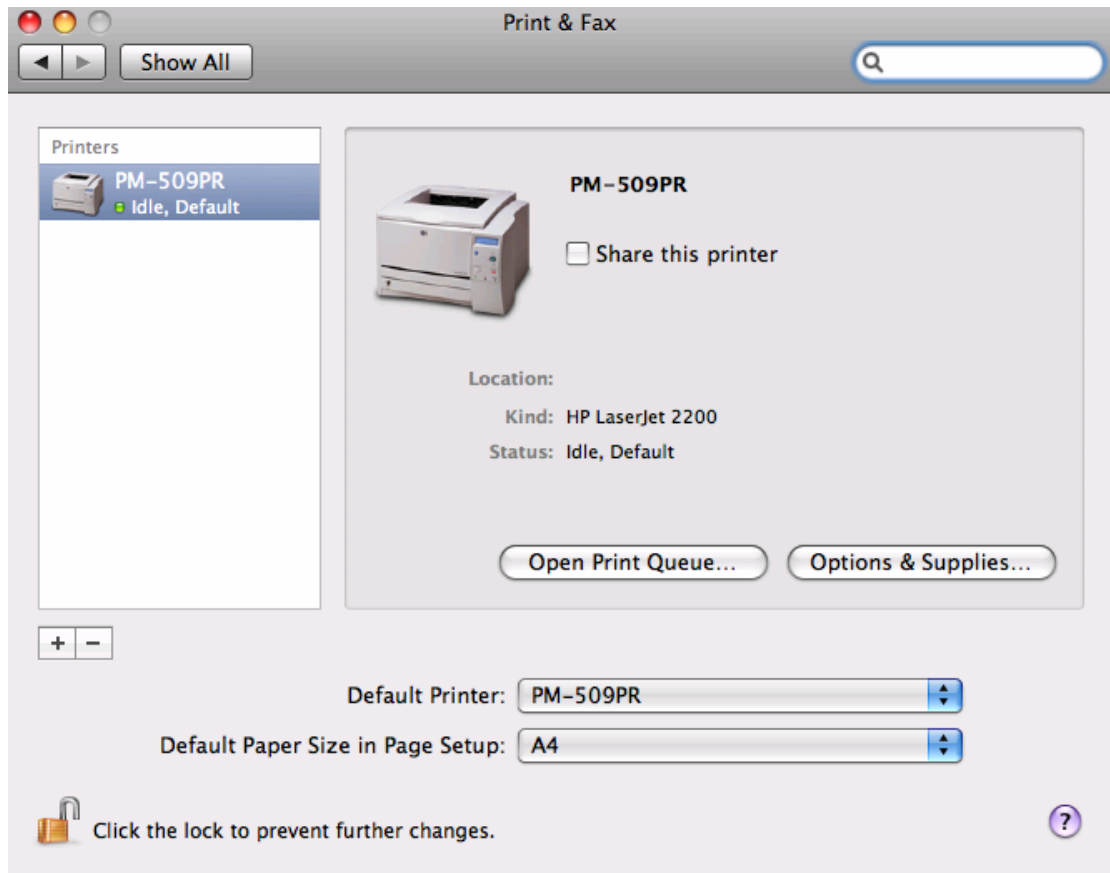 Print & Fax
Show All
Printers
PM-509PR
Idle, Default
PM-509PR
Share this printer
Location:
Kind: HP LaserJet 2200
Status: Idle, Default
Open Print Queue...
Options & Supplies...
+ −
Default Printer: PM-509PR
Default Paper Size in Page Setup: A4
Click the lock to prevent further changes.
?